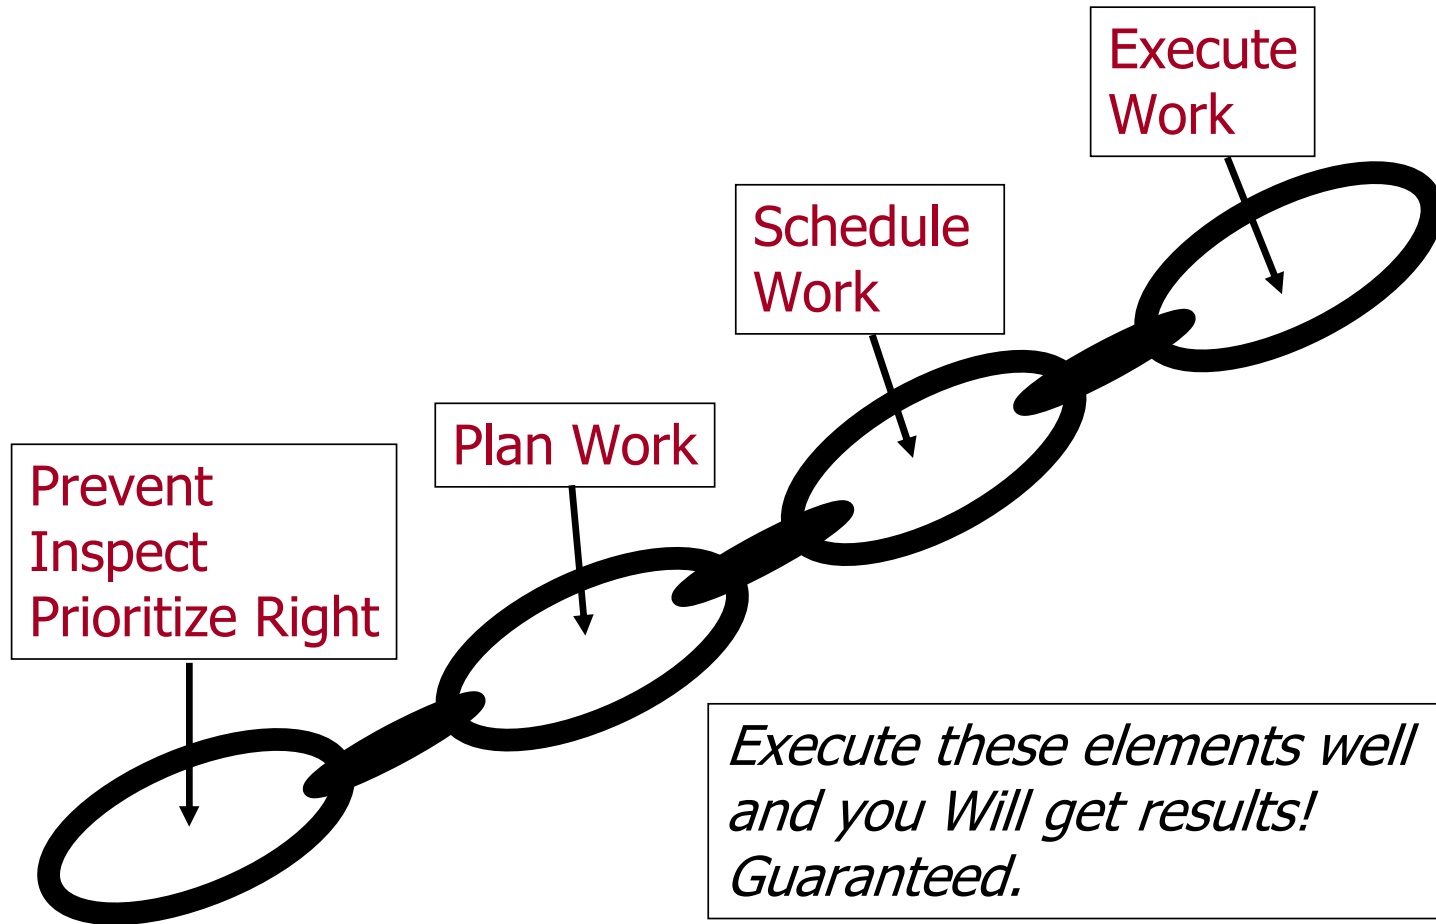 Execute
Work
Schedule
Work
Plan Work
Prevent
Inspect
Prioritize Right
Execute these elements well
and you Will get results!
Guaranteed.